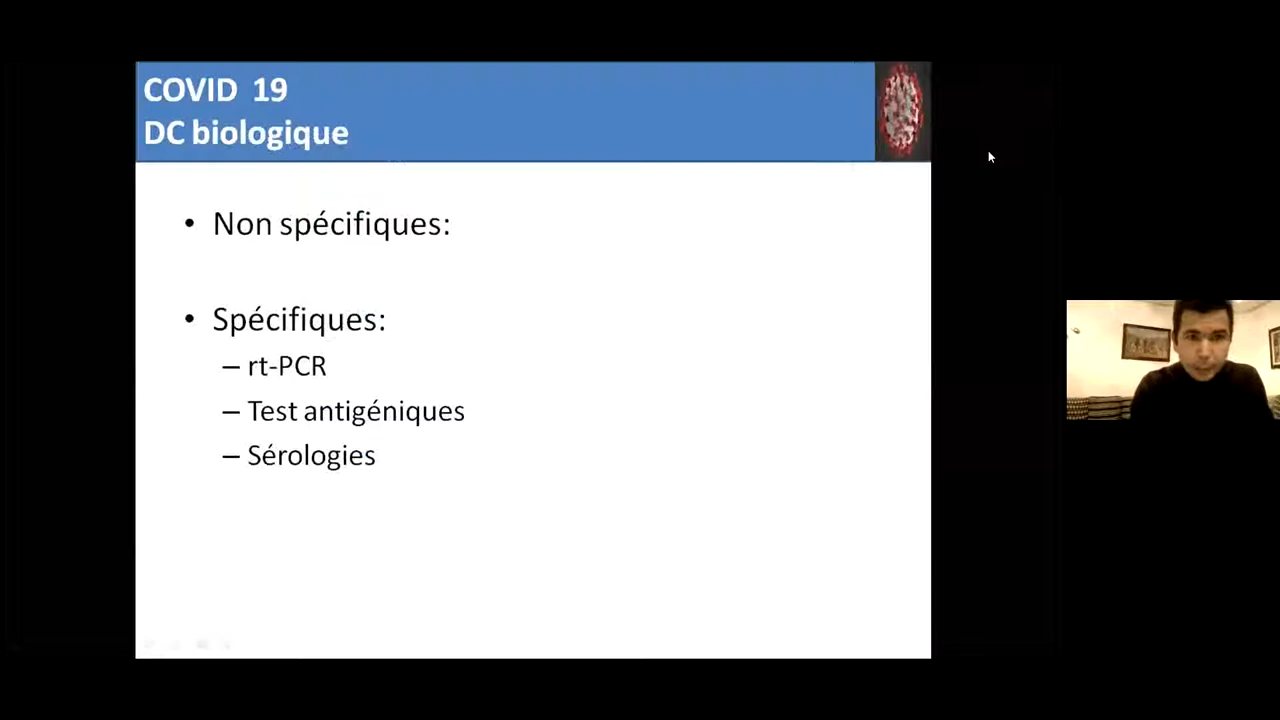 COVID 19
DC biologique
• Non spécifiques:
• Spécifiques:
– rt-PCR
– Test antigéniques
– Sérologies